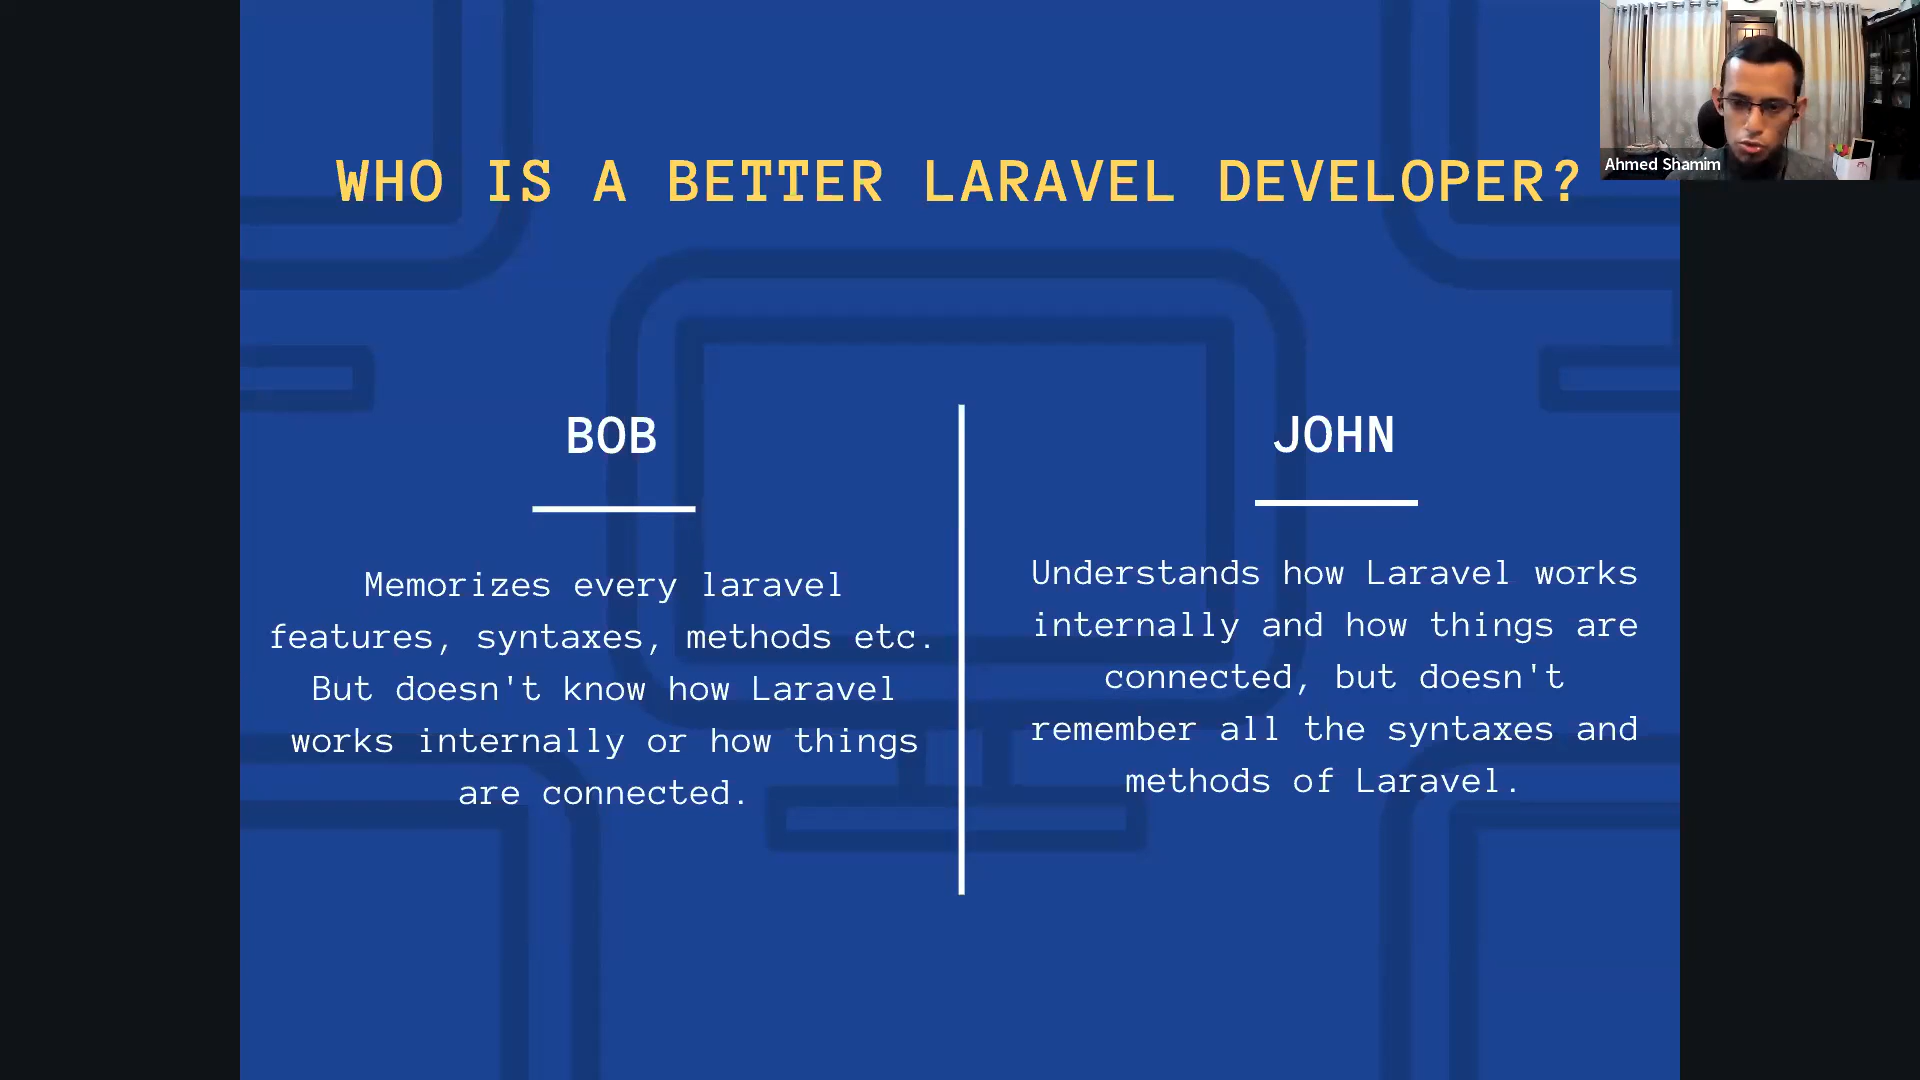 WHO IS A BETTER LARAVEL DEVELOPER?
Ahmed Shamim
BOB
Memorizes every laravel
features, syntaxes, methods etc.
But doesn't know how Laravel
works internally or how things
are connected.
JOHN
Understands how Laravel works
internally and how things are
connected, but doesn't
remember all the syntaxes and
methods of Laravel.